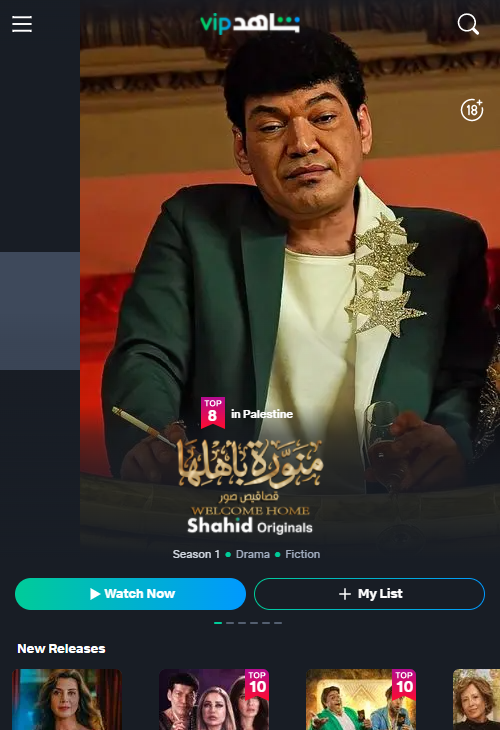 vip شاهد
18+
TOP
8
in Palestine
منورة بأهلها
قصاقيص صور
WELCOME HOME
Shahid Originals
Season 1 • Drama • Fiction
Watch Now
My List
New Releases
TOP
10
TOP
10